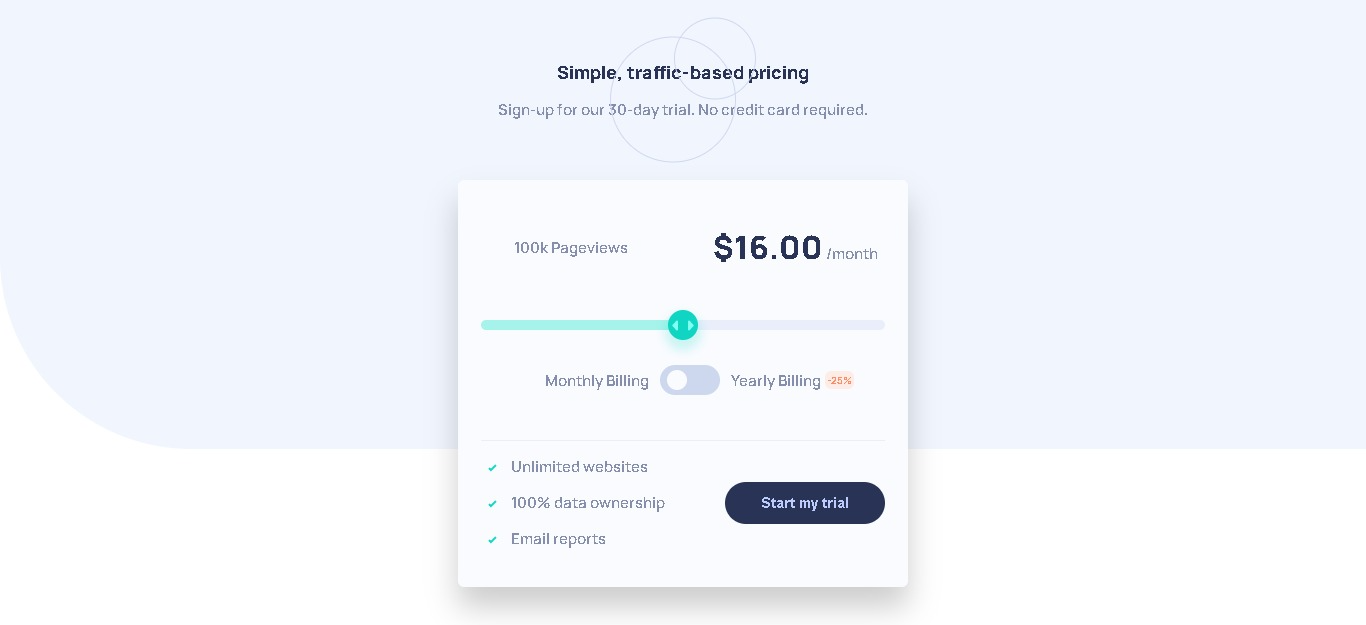 Simple, traffic-based pricing
Sign-up for our 30-day trial. No credit card required.
100k Pageviews
$16.00 /month
Monthly Billing
Yearly Billing -25%
Unlimited websites
100% data ownership
Email reports
Start my trial